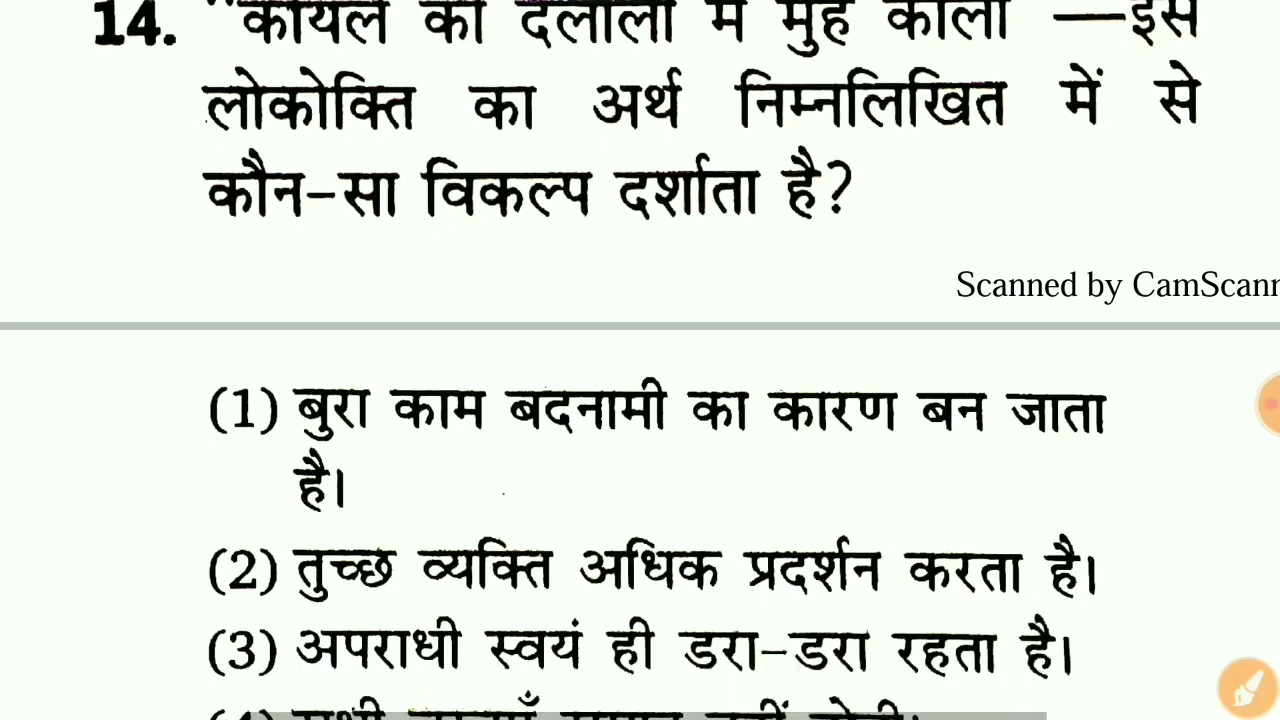 14. "कोयले की दलाली में मुँह काला —इस
लोकोक्ति का अर्थ निम्नलिखित में से
कौन-सा विकल्प दर्शाता है?
Scanned by CamScann
(1) बुरा काम बदनामी का कारण बन जाता
है।
(2) तुच्छ व्यक्ति अधिक प्रदर्शन करता है।
(3) अपराधी स्वयं ही डरा-डरा रहता है।
(4)